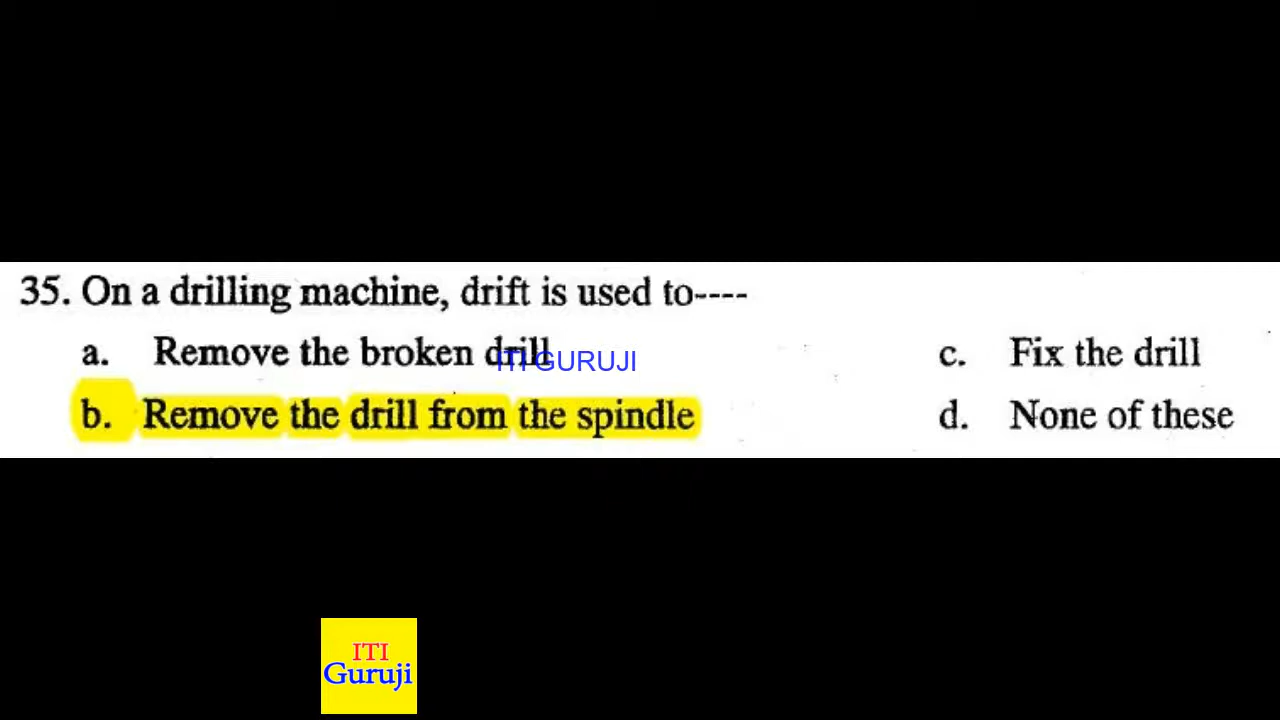 35. On a drilling machine, drift is used to----
a. Remove the broken drill
ITI GURUJI
c. Fix the drill
b. Remove the drill from the spindle
d. None of these
ITI
Guruji